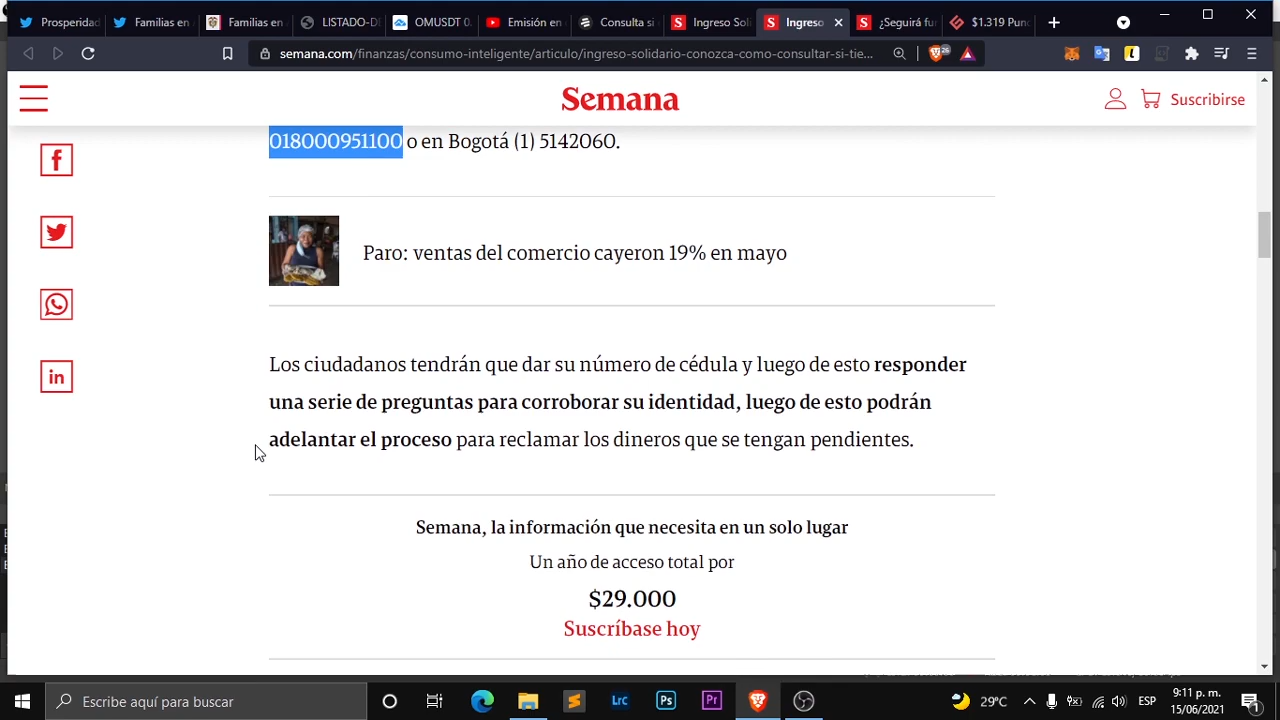 Prosperidad
Familias en
Familias en
LISTADO-DE
OMUSDT 0.
Emisión en
Consulta si
Ingreso Soli
Ingreso
¿Seguirá fu
$1.319 Pun
semana.com/finanzas/consumo-inteligente/articulo/ingreso-solidario-conozca-como-consultar-si-tie...
26
Semana
Suscribirse
018000951100 o en Bogotá (1) 5142060.
Paro: ventas del comercio cayeron 19% en mayo
Los ciudadanos tendrán que dar su número de cédula y luego de esto responder
una serie de preguntas para corroborar su identidad, luego de esto podrán
adelantar el proceso para reclamar los dineros que se tengan pendientes.
Semana, la información que necesita en un solo lugar
Un año de acceso total por
$29.000
Suscríbase hoy
Escribe aquí para buscar
Lrc
Ps
Pr
29°C
ESP
9:11 p. m.
15/06/2021
1